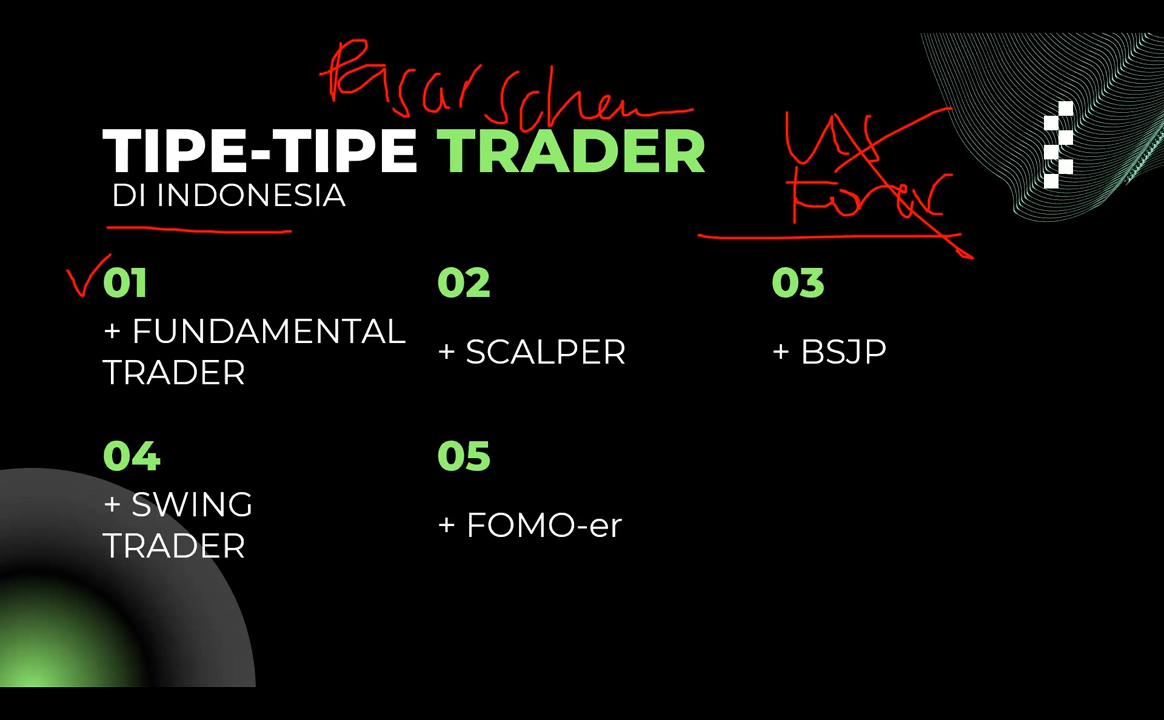 Pasar saham
TIPE-TIPE TRADER
DI INDONESIA
US
Forex
01
+ FUNDAMENTAL
TRADER
02
+ SCALPER
03
+ BSJP
04
+ SWING
TRADER
05
+ FOMO-er